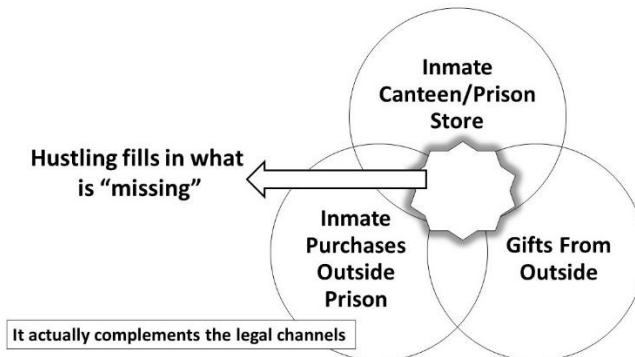 Inmate
Canteen/Prison
Store
Hustling fills in what
is “missing”
Inmate
Purchases
Outside
Prison
Gifts From
Outside
It actually complements the legal channels